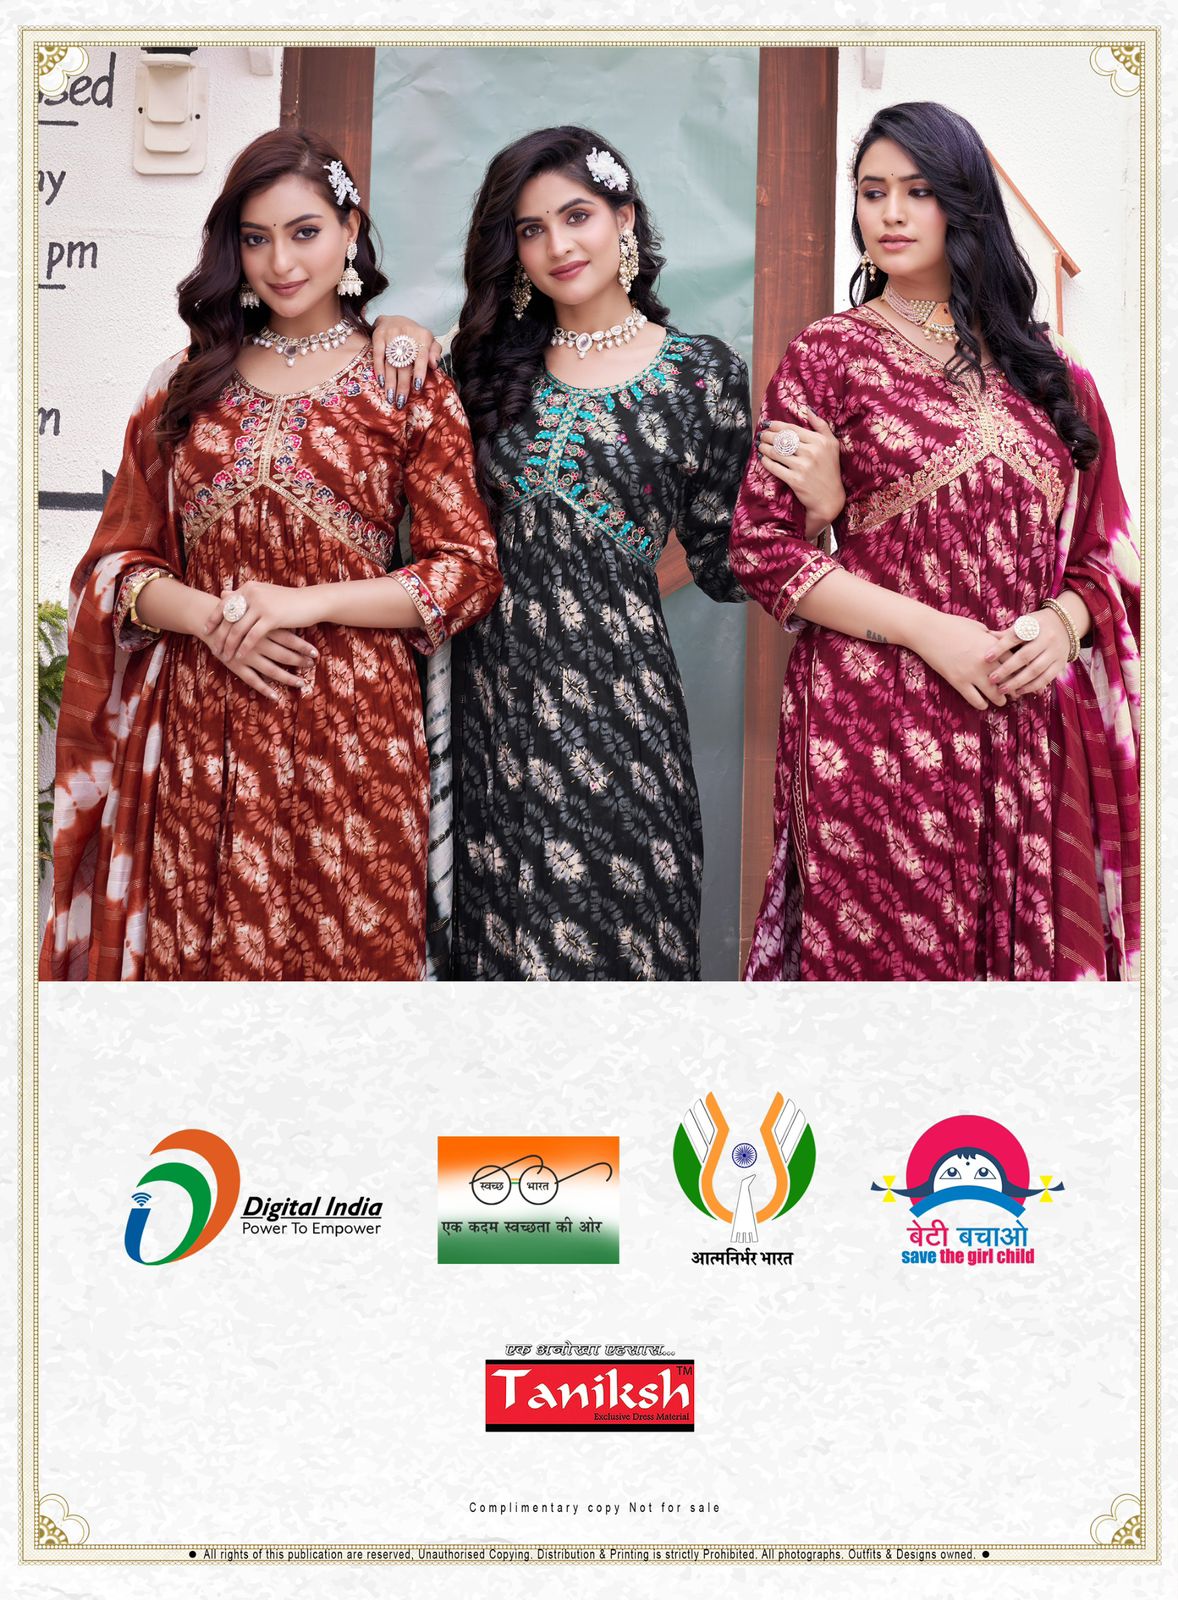 pm
Digital India
Power To Empower
स्वच्छ भारत
एक कदम स्वच्छता की ओर
आत्मनिर्भर भारत
बेटी बचाओ
save the girl child
एक अनोखा एहसास...
Taniksh TM
Exclusive Dress Material
Complimentary copy Not for sale
● All rights of this publication are reserved, Unauthorised Copying. Distribution & Printing is strictly Prohibited. All photographs. Outfits & Designs owned. ●